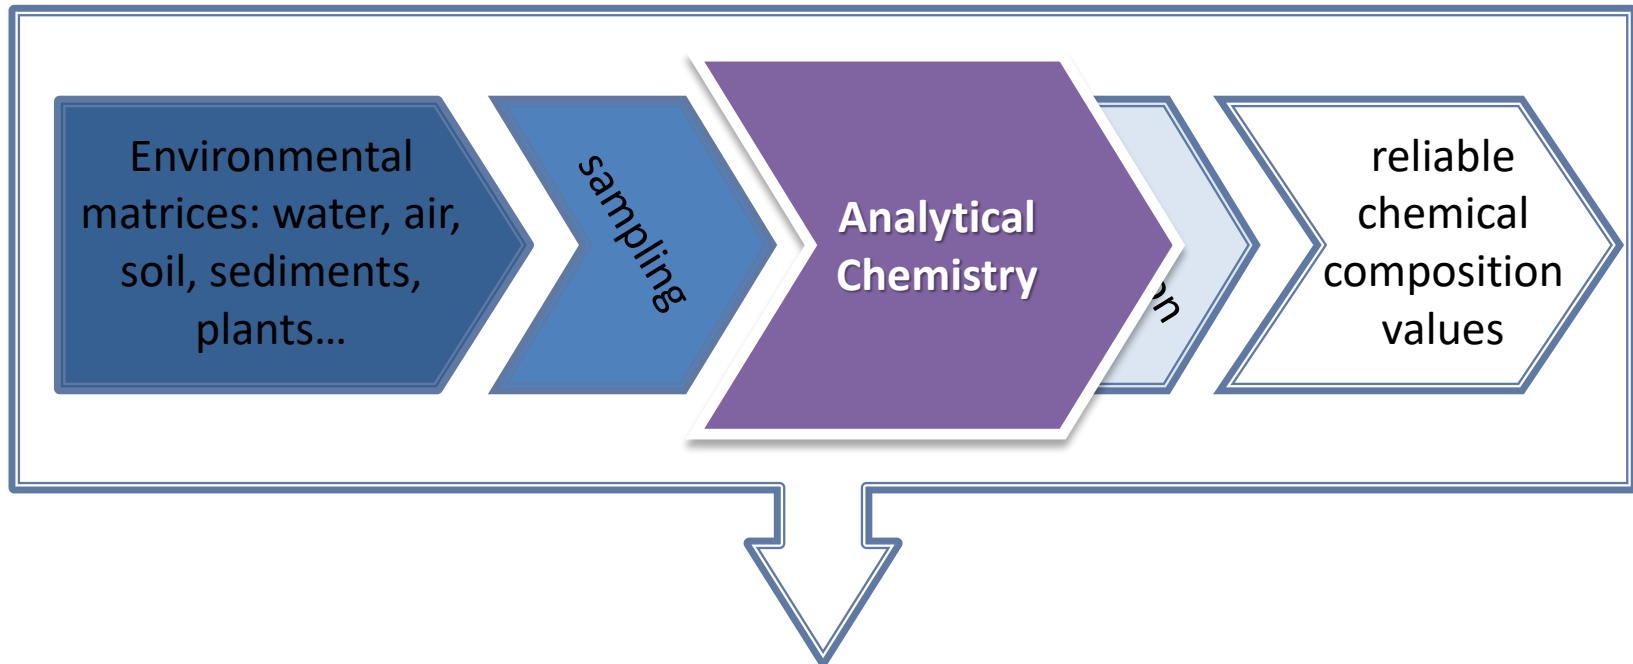 Environmental
matrices: water, air,
soil, sediments,
plants…
sampling
Analytical
Chemistry
reliable
chemical
composition
values